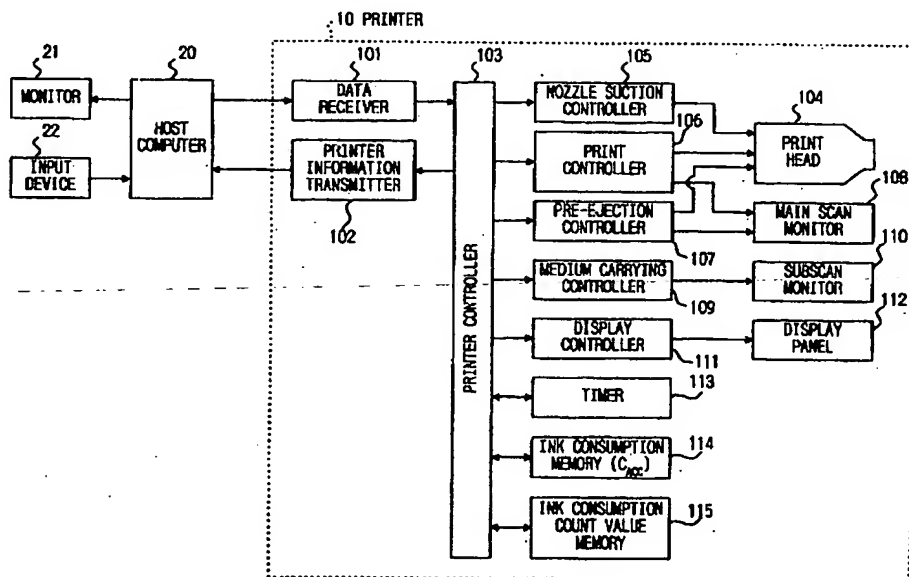 10 PRINTER
21
20
101
103
105
MONITOR
HOST
COMPUTER
DATA
RECEIVER
NOZZLE SUCTION
CONTROLLER
106
104
22
INPUT
DEVICE
PRINTER
INFORMATION
TRANSMITTER
102
PRINT
CONTROLLER
PRINT
HEAD
108
PRE-EJECTION
CONTROLLER
107
MAIN SCAN
MONITOR
110
PRINTER CONTROLLER
MEDIUM CARRYING
CONTROLLER
109
SUBSCAN
MONITOR
112
DISPLAY
CONTROLLER
111
DISPLAY
PANEL
113
TIMER
INK CONSUMPTION
MEMORY (C_ACC)
114
INK CONSUMPTION
COUNT VALUE
MEMORY
115